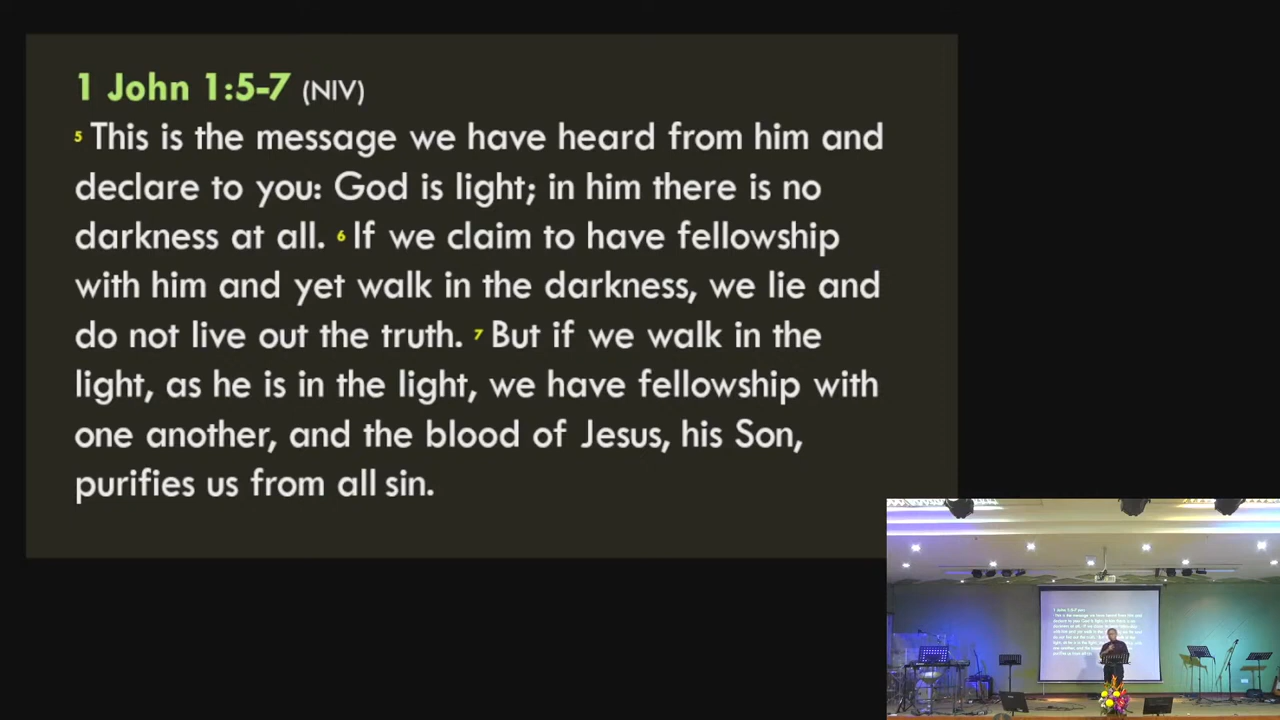 1 John 1:5-7 (NIV)
5 This is the message we have heard from him and
declare to you: God is light; in him there is no
darkness at all. 6 If we claim to have fellowship
with him and yet walk in the darkness, we lie and
do not live out the truth. 7 But if we walk in the
light, as he is in the light, we have fellowship with
one another, and the blood of Jesus, his Son,
purifies us from all sin.